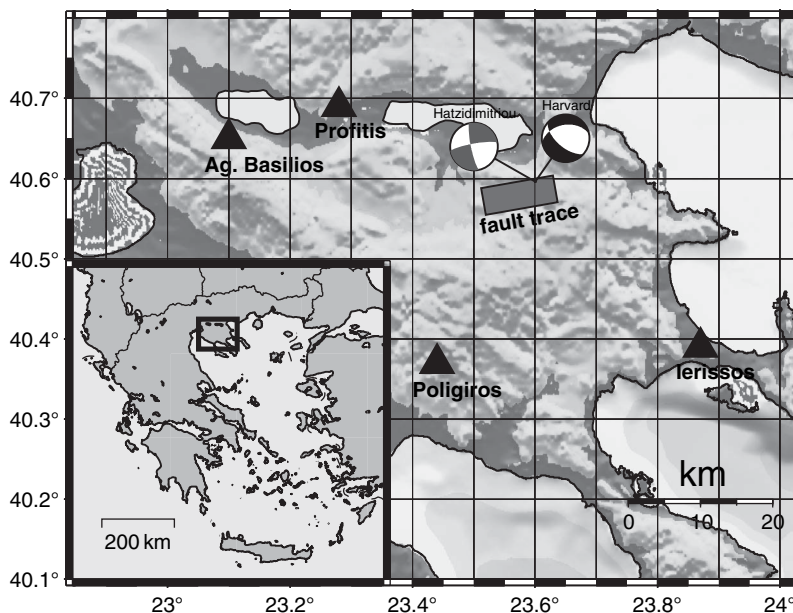 40.7°
40.6°
40.5°
40.4°
40.3°
40.2°
40.1°
Hatzidimitriou
Harvard
Profitis
Ag. Basilios
fault trace
Poligiros
Ierissos
km
0 10 20
200 km
23° 23.2° 23.4° 23.6° 23.8° 24°